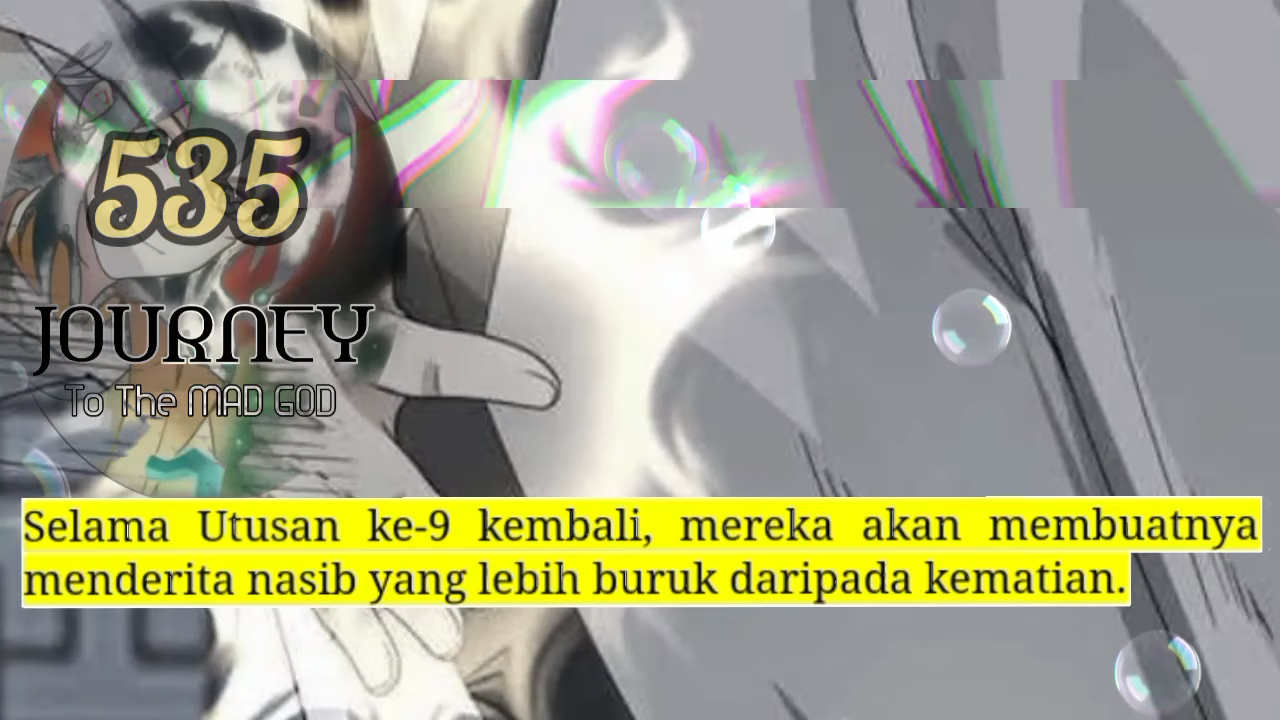 535
JOURNEY
To The MAD GOD
Selama Utusan ke-9 kembali, mereka akan membuatnya
menderita nasib yang lebih buruk daripada kematian.